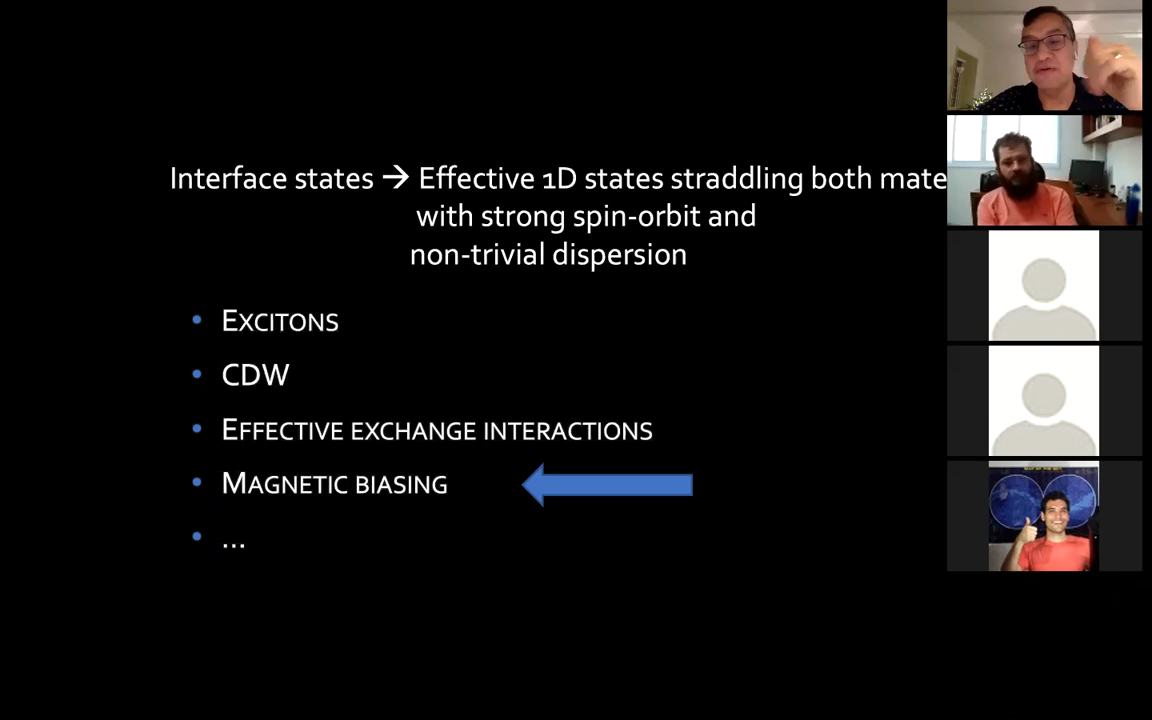 Interface states → Effective 1D states straddling both mate
with strong spin-orbit and
non-trivial dispersion
• EXCITONS
• CDW
• EFFECTIVE EXCHANGE INTERACTIONS
• MAGNETIC BIASING
• ...